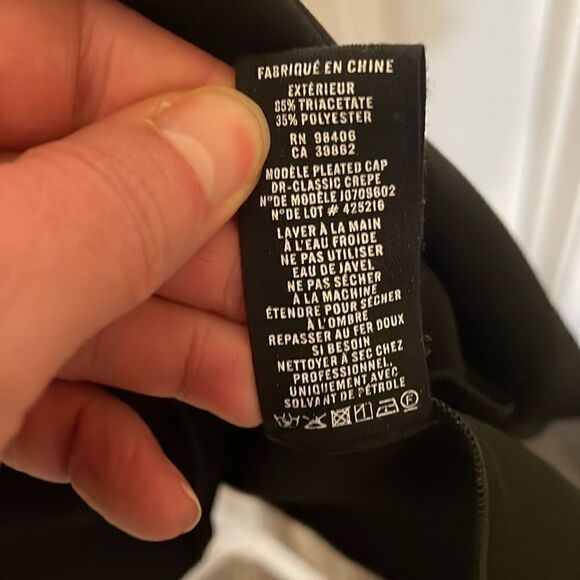 FABRIQUÉ EN CHINE
EXTÉRIEUR
65% TRIACETATE
35% POLYESTER
RN 98406
CA 39882
MODÈLE PLEATED CAP
DR-CLASSIC CREPE
N°DE MODÈLE J0709602
N°DE LOT # 425216
LAVER À LA MAIN
À L'EAU FROIDE
NE PAS UTILISER
EAU DE JAVEL
NE PAS SÉCHER
À LA MACHINE
ÉTENDRE POUR SÉCHER
À L'OMBRE
REPASSER AU FER DOUX
SI BESOIN
NETTOYER À SEC CHEZ
PROFESSIONNEL,
UNIQUEMENT AVEC
SOLVANT DE PÉTROLE